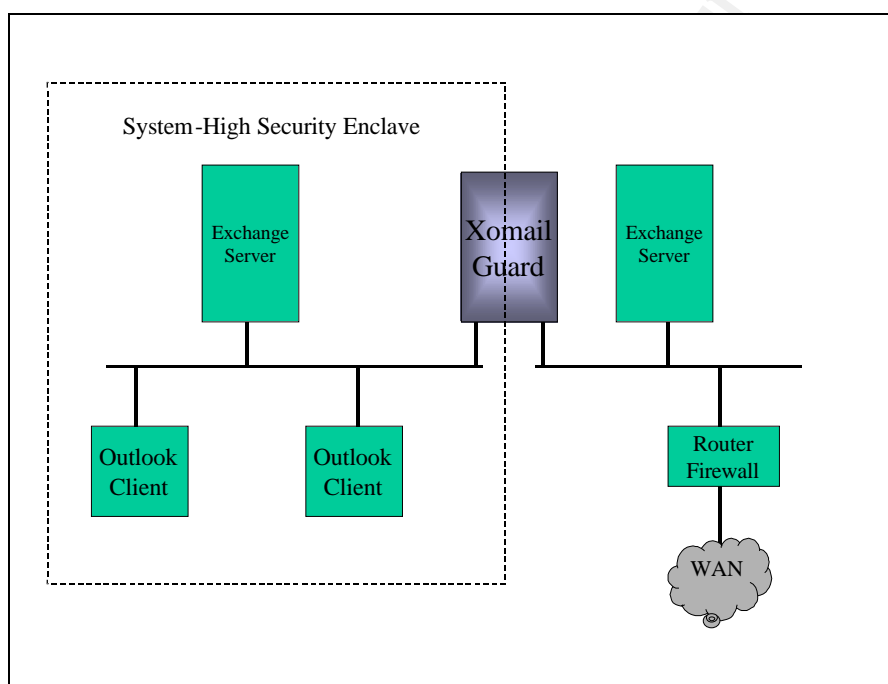 System-High Security Enclave
Exchange
Server
Xomail
Guard
Exchange
Server
Outlook
Client
Outlook
Client
Router
Firewall
WAN